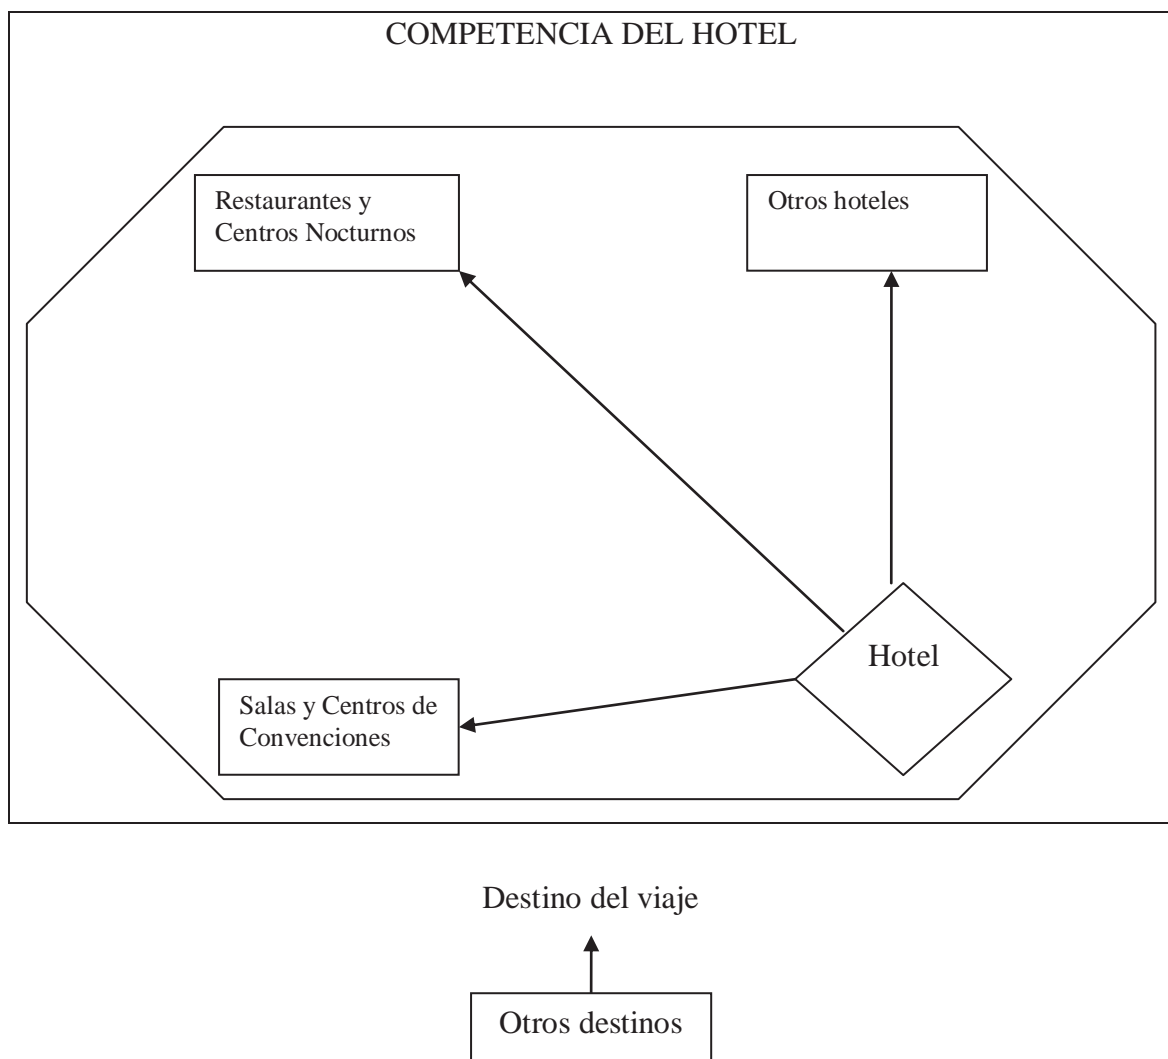 COMPETENCIA DEL HOTEL
Restaurantes y
Centros Nocturnos
Otros hoteles
Hotel
Salas y Centros de
Convenciones
Destino del viaje
Otros destinos